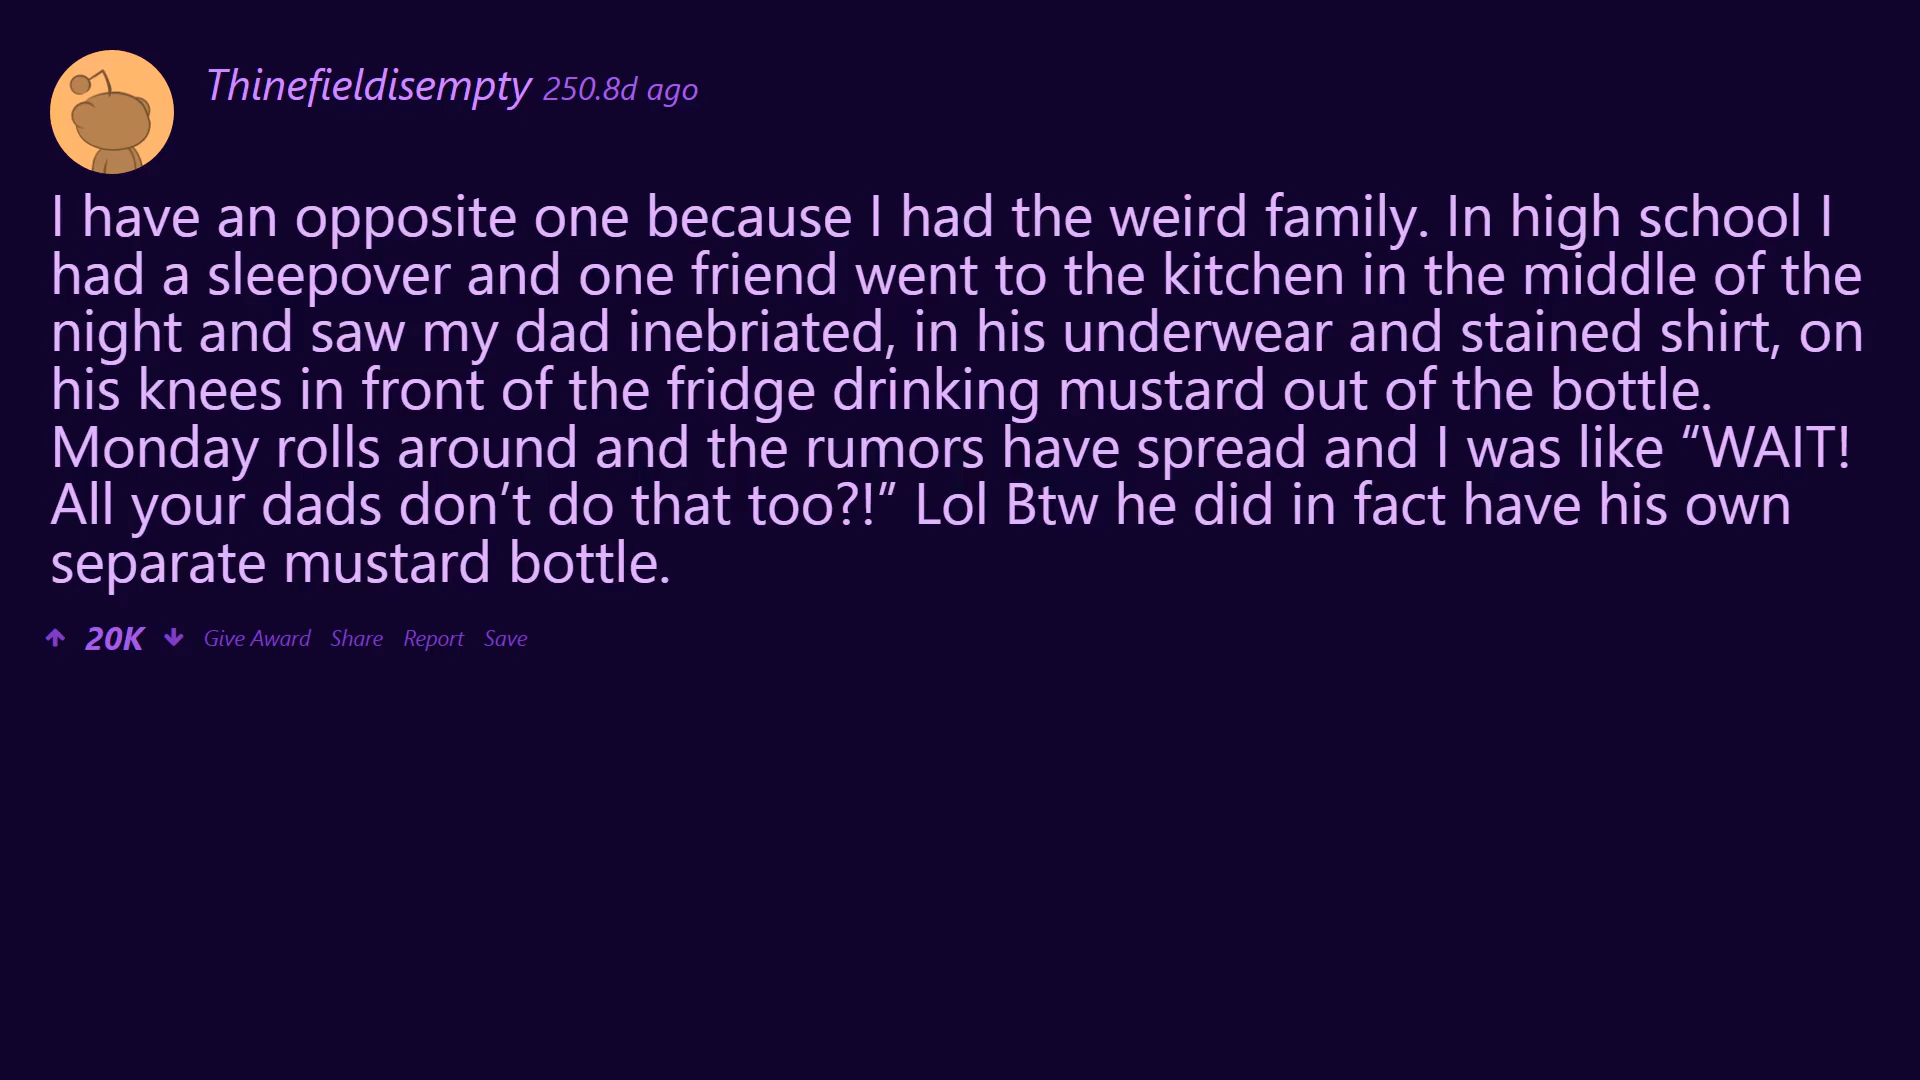 Thinefieldisempty 250.8d ago
I have an opposite one because I had the weird family. In high school I
had a sleepover and one friend went to the kitchen in the middle of the
night and saw my dad inebriated, in his underwear and stained shirt, on
his knees in front of the fridge drinking mustard out of the bottle.
Monday rolls around and the rumors have spread and I was like “WAIT!
All your dads don’t do that too?!” Lol Btw he did in fact have his own
separate mustard bottle.
20K Give Award Share Report Save